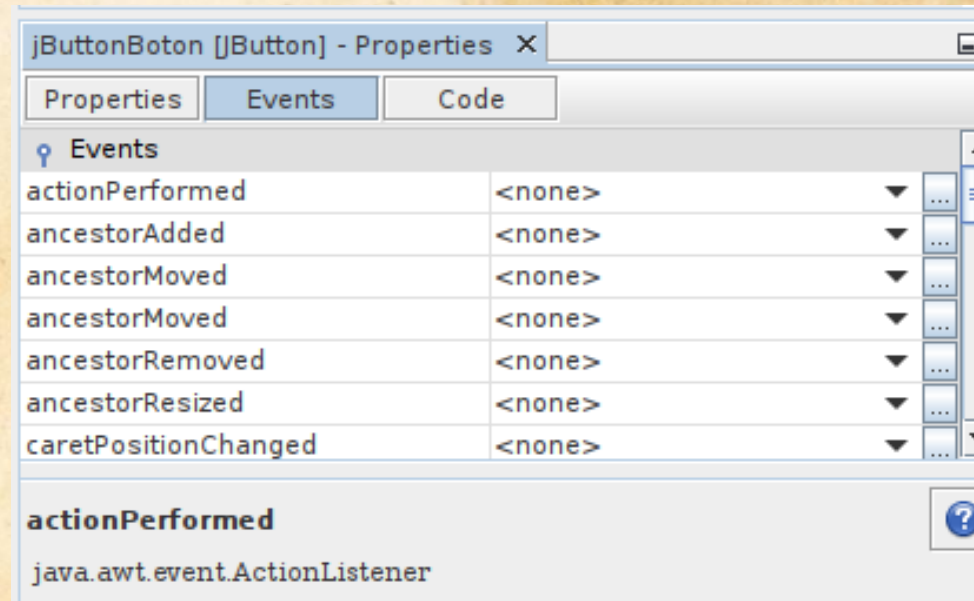 jButtonBoton [JButton] - Properties ×
Properties Events Code
Events
actionPerformed <none> ...
ancestorAdded <none> ...
ancestorMoved <none> ...
ancestorMoved <none> ...
ancestorRemoved <none> ...
ancestorResized <none> ...
caretPositionChanged <none> ...
actionPerformed ?
java.awt.event.ActionListener